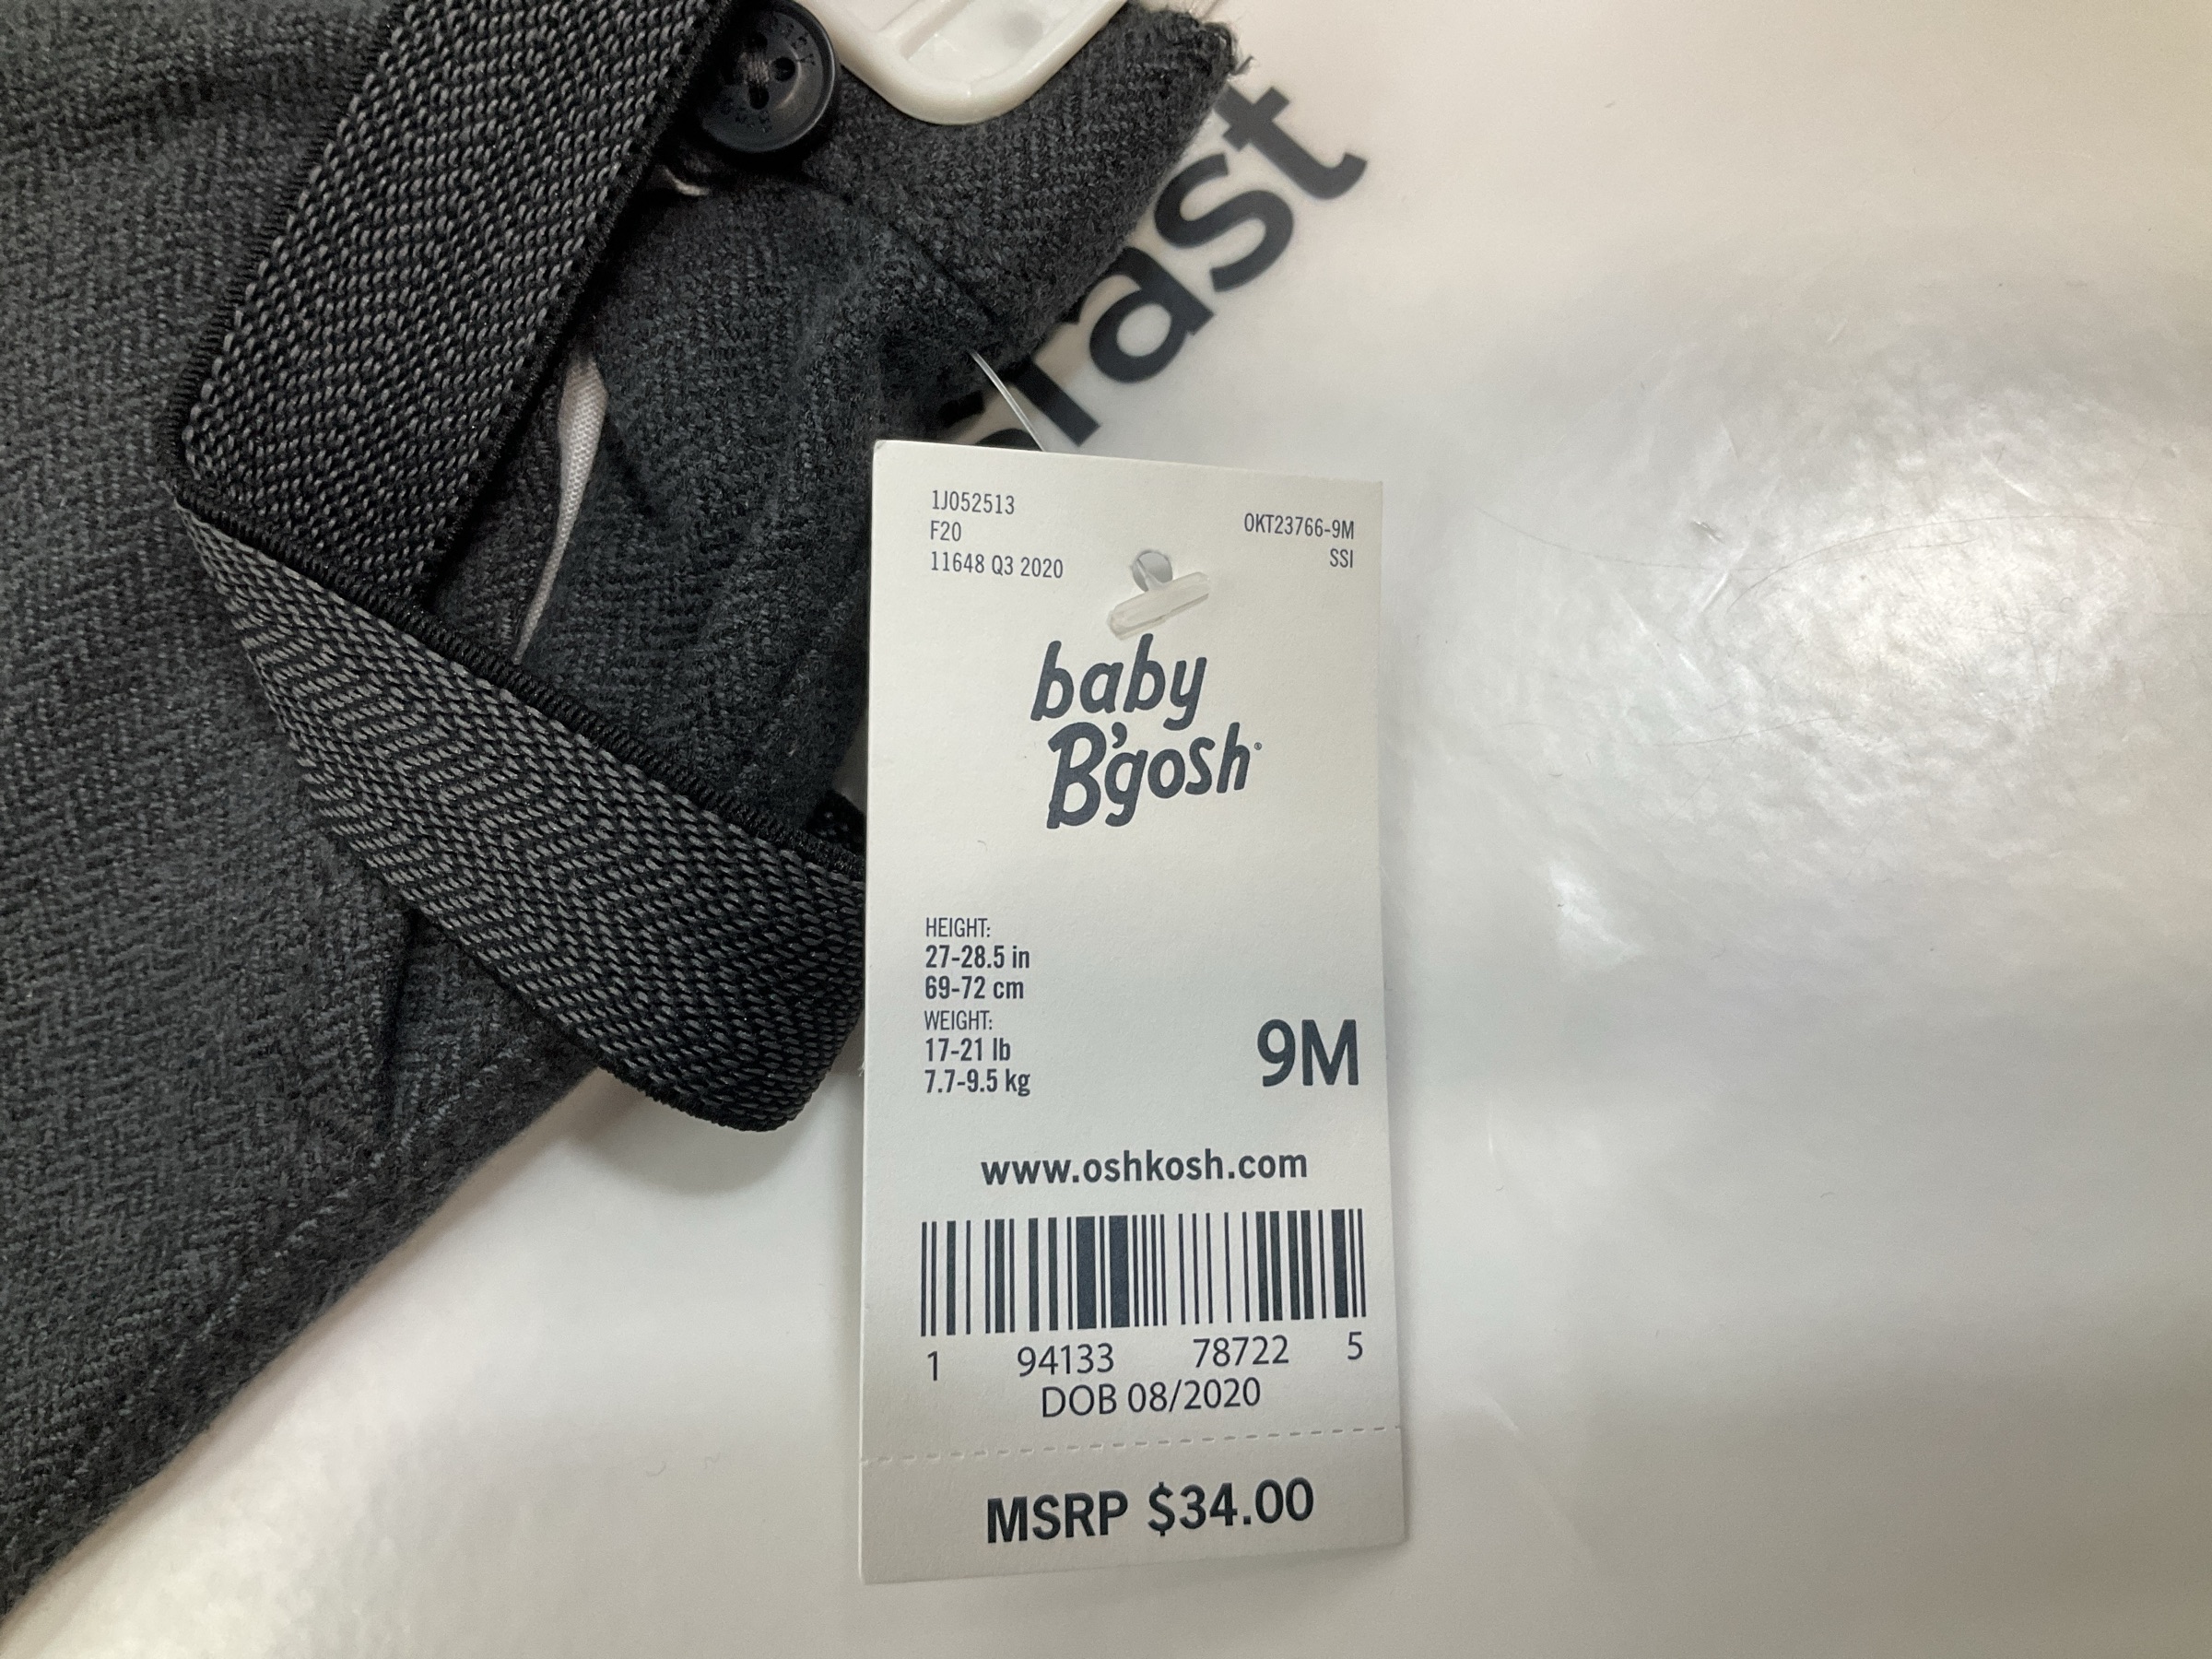 rast
1J052513
F20
11648 Q3 2020
OKT23766-9M
SSI
baby
B'gosh®
HEIGHT:
27-28.5 in
69-72 cm
WEIGHT:
17-21 lb
7.7-9.5 kg
9M
www.oshkosh.com
1 94133 78722 5
DOB 08/2020
MSRP $34.00